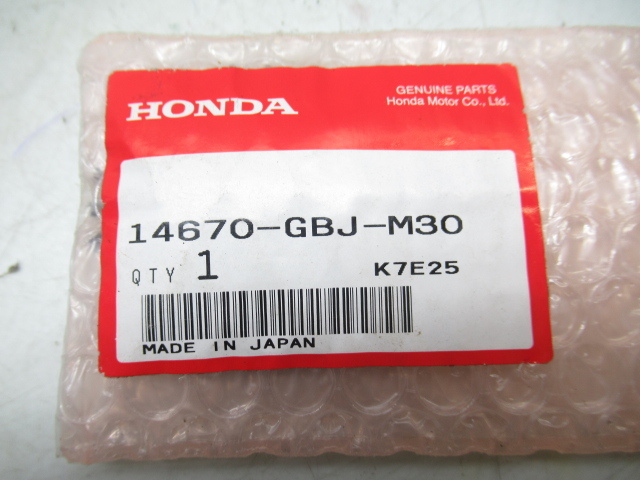 HONDA
GENUINE PARTS
Honda Motor Co., Ltd.
14670-GBJ-M30
QTY 1 K7E25
MADE IN JAPAN